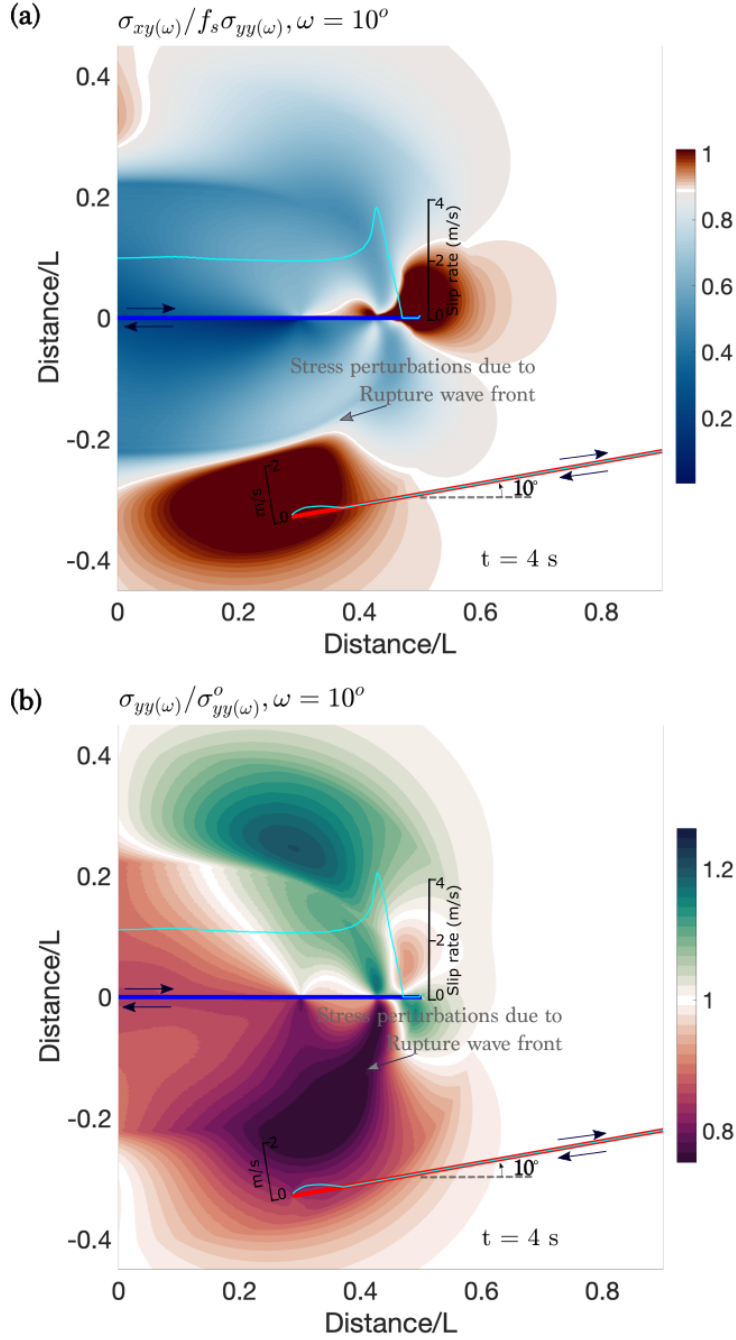 (a) σxy(ω)/fsσyy(ω), ω = 10°
0.4
0.2
0
-0.2
-0.4
Distance/L
4
2
0
Slip rate (m/s)
Stress perturbations due to
Rupture wave front
2
0
m/s
10°
t = 4 s
0 0.2 0.4 0.6 0.8
Distance/L
1
0.8
0.6
0.4
0.2
(b) σyy(ω)/σ°yy(ω), ω = 10°
0.4
0.2
0
-0.2
-0.4
Distance/L
4
2
0
Slip rate (m/s)
Stress perturbations due to
Rupture wave front
2
0
m/s
10°
t = 4 s
0 0.2 0.4 0.6 0.8
Distance/L
1.2
1
0.8